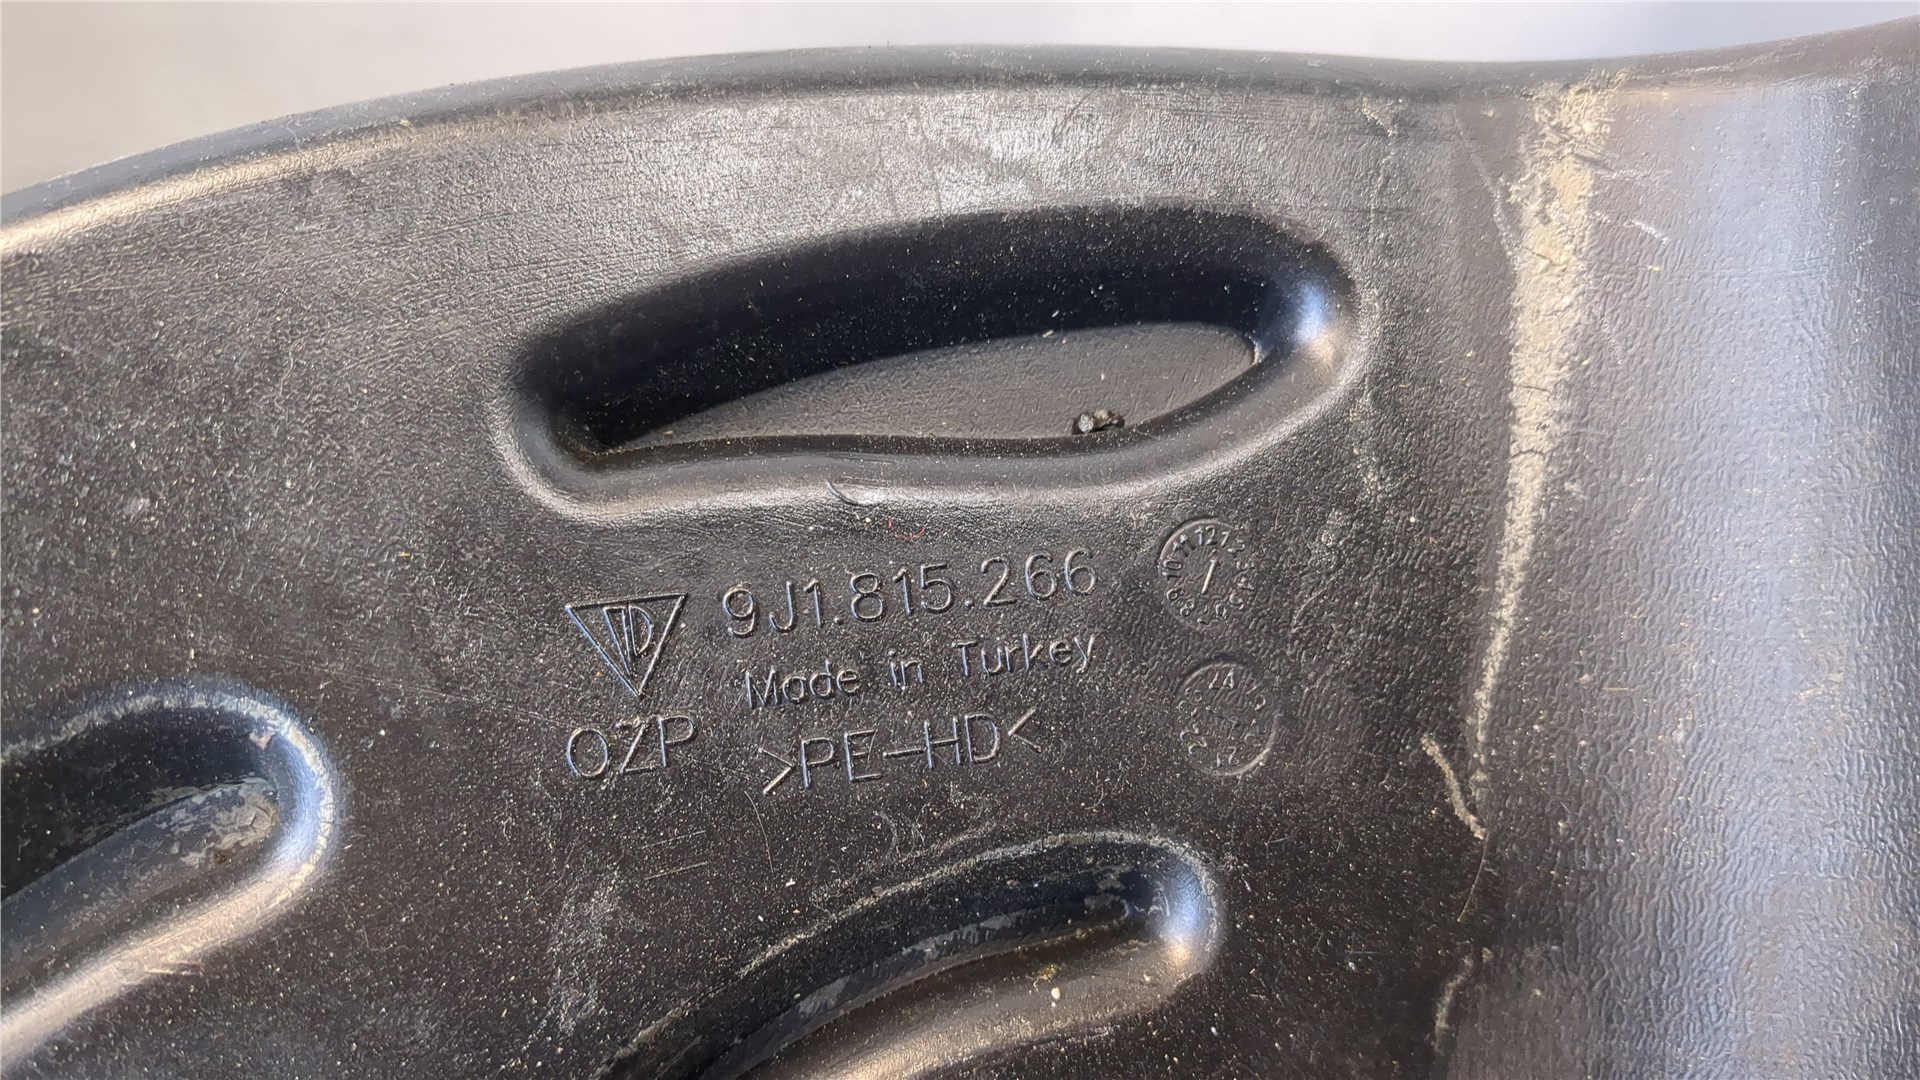 9J1.815.266
Made in Turkey
OZP
>PE-HD<